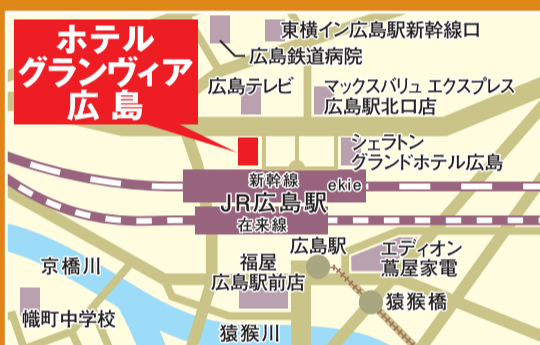 ホテル
グランヴィア
広島
東横イン広島駅新幹線口
広島鉄道病院
広島テレビ
マックスバリュ エクスプレス
広島駅北口店
シェラトン
グランドホテル広島
新幹線
ekie
JR広島駅
在来線
広島駅
エディオン
蔦屋家電
京橋川
福屋
広島駅前店
猿猴橋
幟町中学校
猿猴川